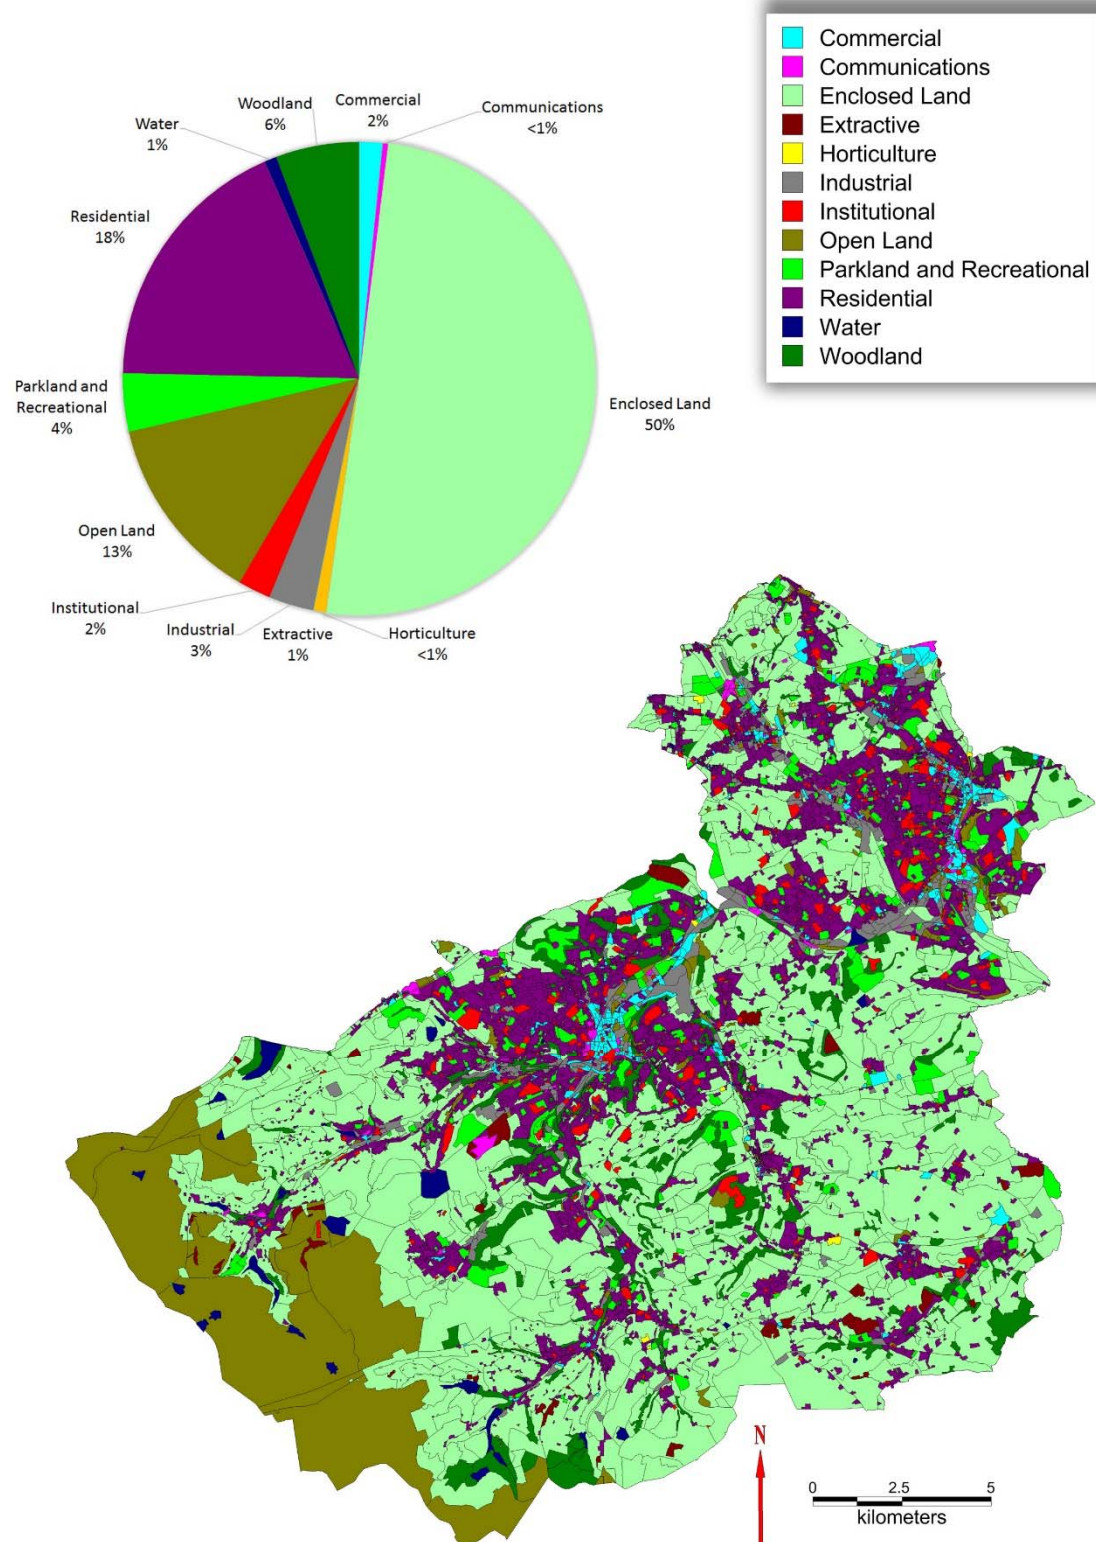 Commercial
Communications
Enclosed Land
Extractive
Horticulture
Industrial
Institutional
Open Land
Parkland and Recreational
Residential
Water
Woodland
Commercial
2%
Communications
<1%
Woodland
6%
Water
1%
Residential
18%
Parkland and
Recreational
4%
Enclosed Land
50%
Open Land
13%
Institutional
2%
Industrial
3%
Extractive
1%
Horticulture
<1%
N
0 2.5 5
kilometers